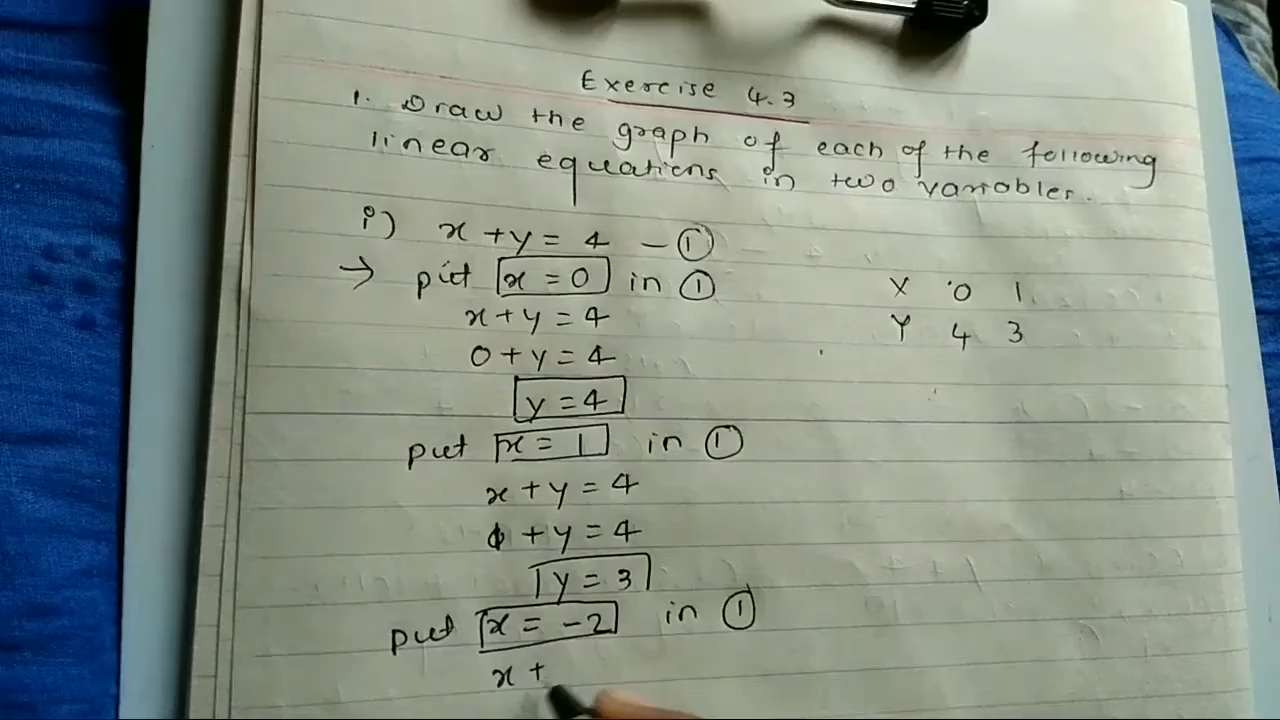 Exercise 4.3
1. Draw the graph of each of the following
linear equations in two variables.
i) x + y = 4 - ①
→ put x = 0 in ①
x + y = 4
0 + y = 4
y = 4
put x = 1 in ①
x + y = 4
1 + y = 4
y = 3
put x = -2 in ①
x +
X 0 1
Y 4 3